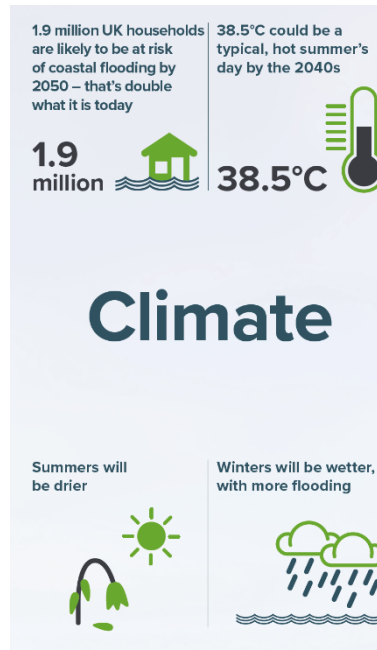 1.9 million UK households
are likely to be at risk
of coastal flooding by
2050 – that's double
what it is today
1.9
million
38.5°C could be a
typical, hot summer's
day by the 2040s
38.5°C
Climate
Summers will
be drier
Winters will be wetter,
with more flooding